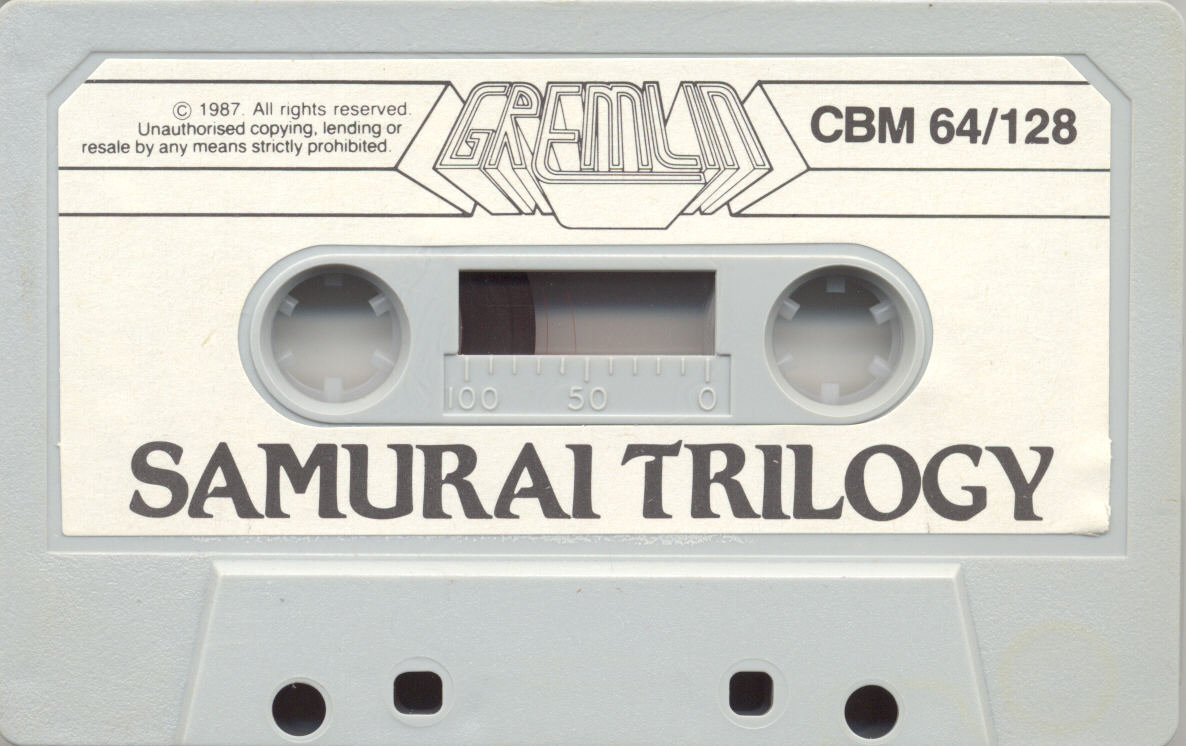 © 1987. All rights reserved.
Unauthorised copying, lending or
resale by any means strictly prohibited.
GREMLIN
CBM 64/128
100 50 0
SAMURAI TRILOGY